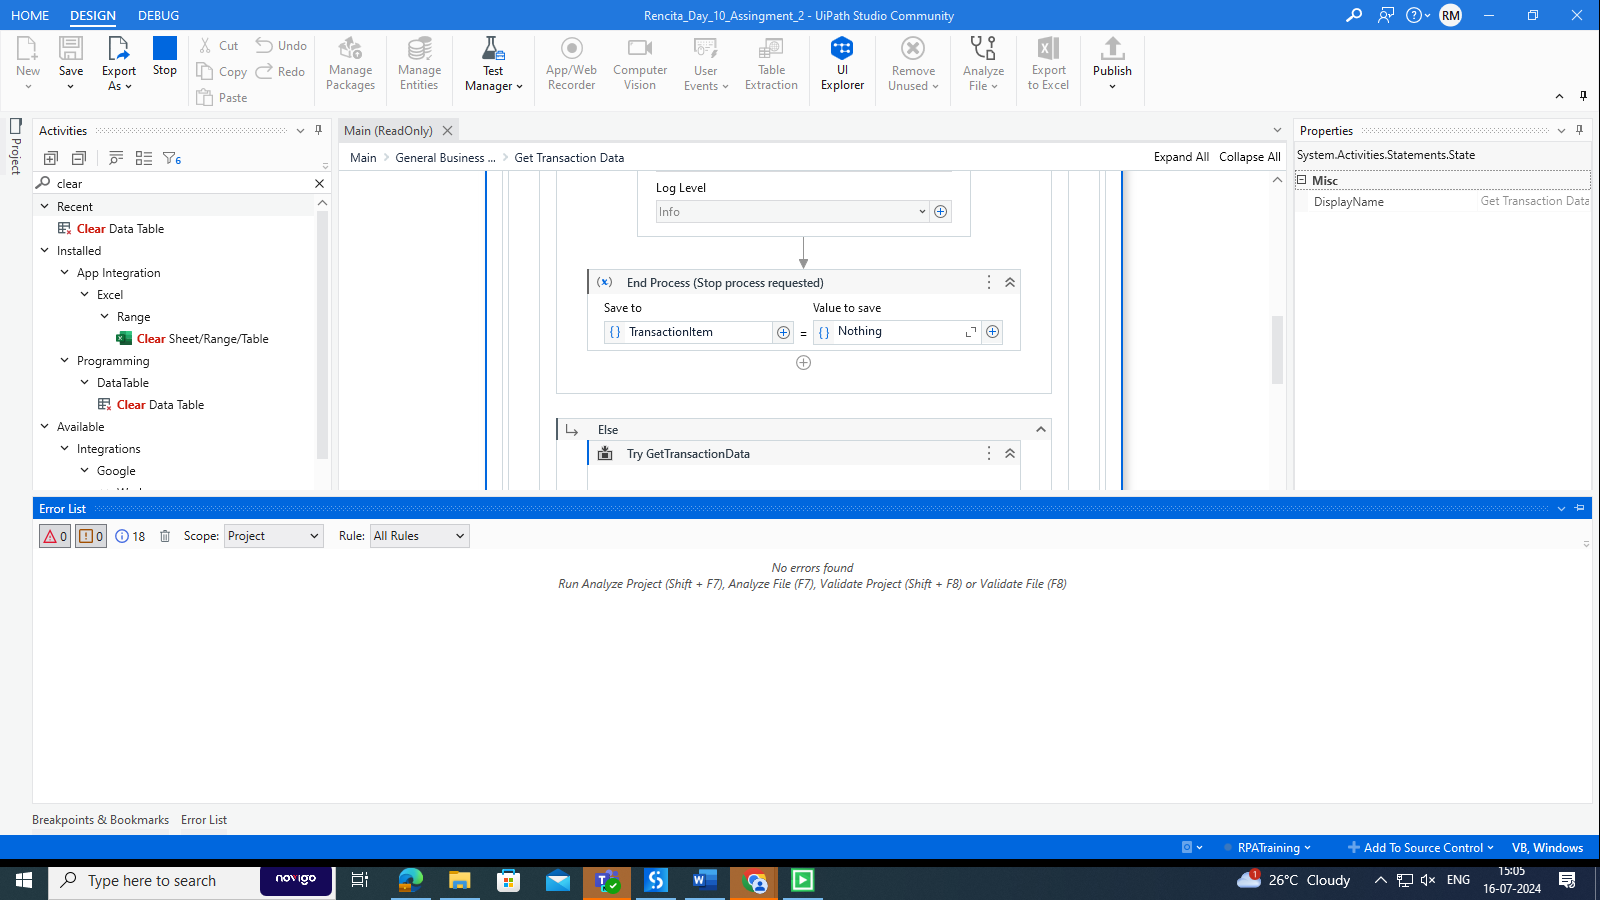 HOME DESIGN DEBUG
Rencita_Day_10_Assingment_2 - UiPath Studio Community
RM
New
Save
Export As
Stop
Cut
Copy
Paste
Undo
Redo
Manage Packages
Manage Entities
Test Manager
App/Web Recorder
Computer Vision
User Events
Table Extraction
UI Explorer
Remove Unused
Analyze File
Export to Excel
Publish
Project
Activities
6
clear
Recent
Clear Data Table
Installed
App Integration
Excel
Range
Clear Sheet/Range/Table
Programming
DataTable
Clear Data Table
Available
Integrations
Google
Main (ReadOnly)
Main General Business ... Get Transaction Data
Expand All Collapse All
Log Level
Info
(x) End Process (Stop process requested)
Save to
Value to save
{} TransactionItem = {} Nothing
Else
Try GetTransactionData
Properties
System.Activities.Statements.State
Misc
DisplayName Get Transaction Data
Error List
0 0 18 Scope: Project Rule: All Rules
No errors found
Run Analyze Project (Shift + F7), Analyze File (F7), Validate Project (Shift + F8) or Validate File (F8)
Breakpoints & Bookmarks Error List
RPATraining Add To Source Control VB, Windows
Type here to search
novigo
1
26°C Cloudy
ENG
15:05
16-07-2024